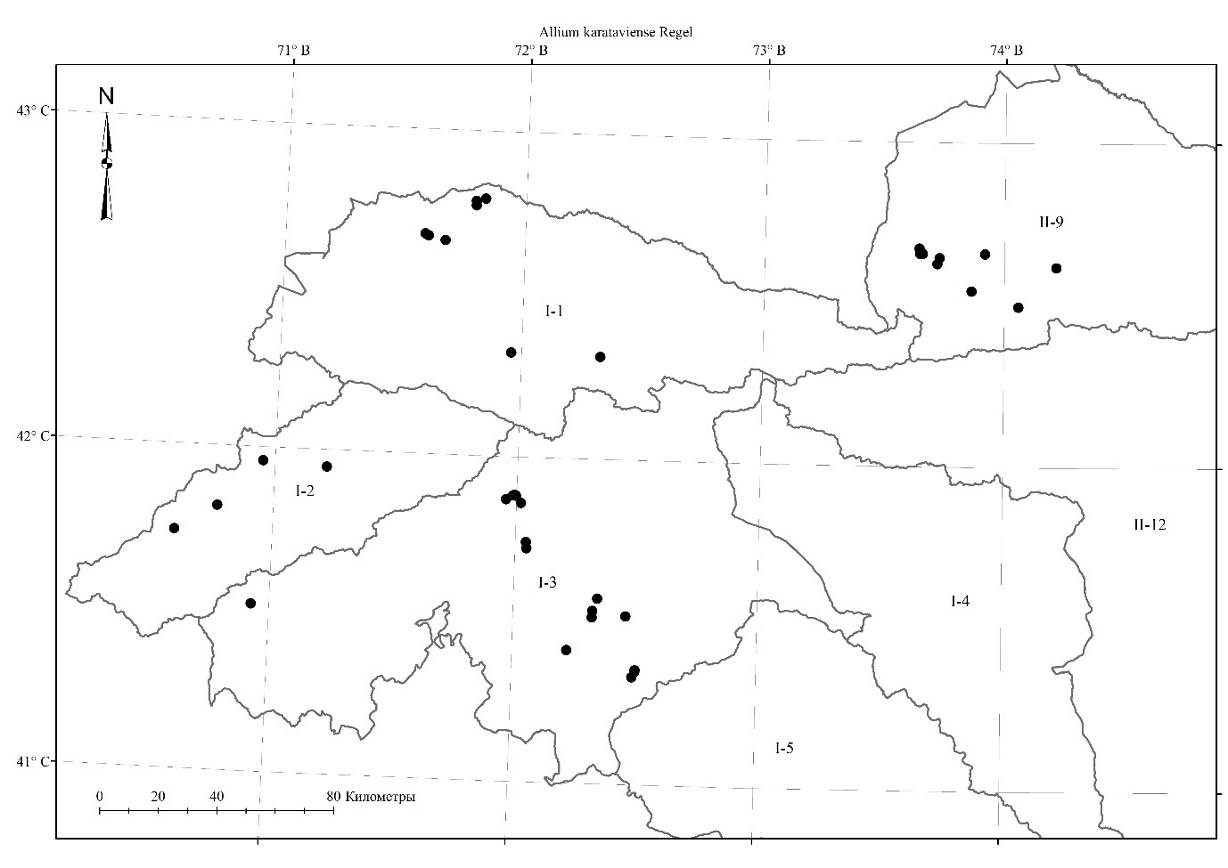 Allium karataviense Regel
71° В 72° В 73° В 74° В
43° С
N
II-9
I-1
42° С
I-2
II-12
I-3
I-4
I-5
41° С
0 20 40 80 Километры